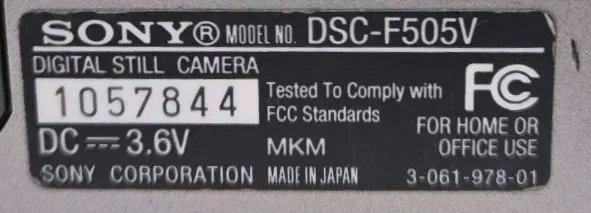 SONY® MODEL NO. DSC-F505V
DIGITAL STILL CAMERA
1057844
Tested To Comply with
FCC Standards
FC
FOR HOME OR
OFFICE USE
DC ⎓ 3.6V
MKM
SONY CORPORATION MADE IN JAPAN 3-061-978-01